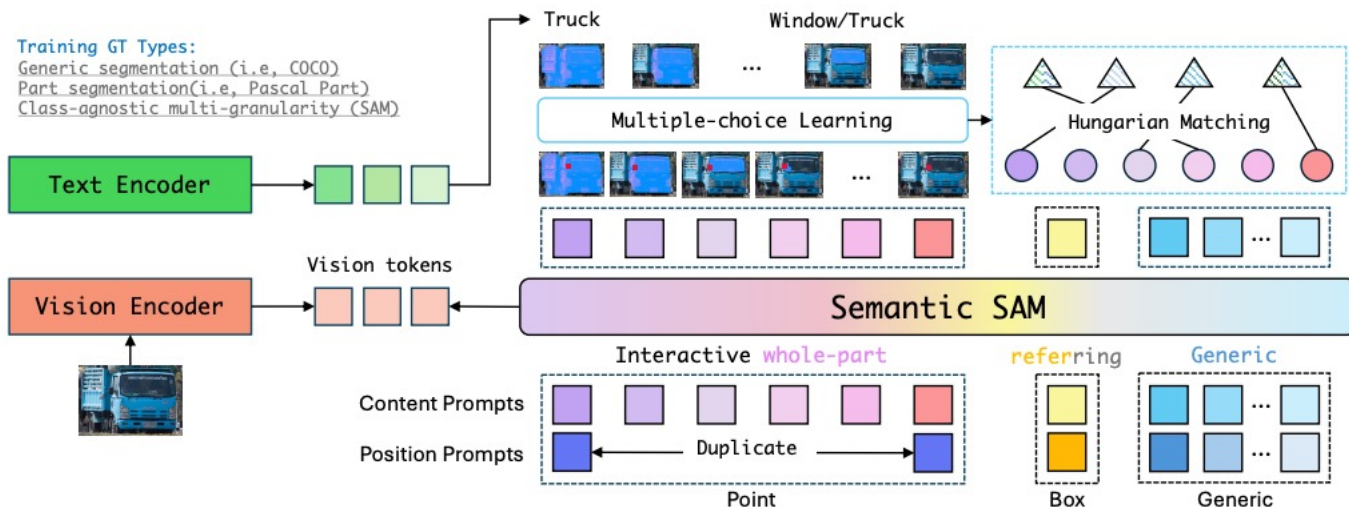 Training GT Types:
Generic segmentation (i.e, COCO)
Part segmentation(i.e, Pascal Part)
Class-agnostic multi-granularity (SAM)
Truck
Window/Truck
...
Multiple-choice Learning
Hungarian Matching
Text Encoder
...
Vision tokens
...
Vision Encoder
Semantic SAM
Interactive whole-part
referring
Generic
Content Prompts
...
Position Prompts
Duplicate
...
Point
Box
Generic